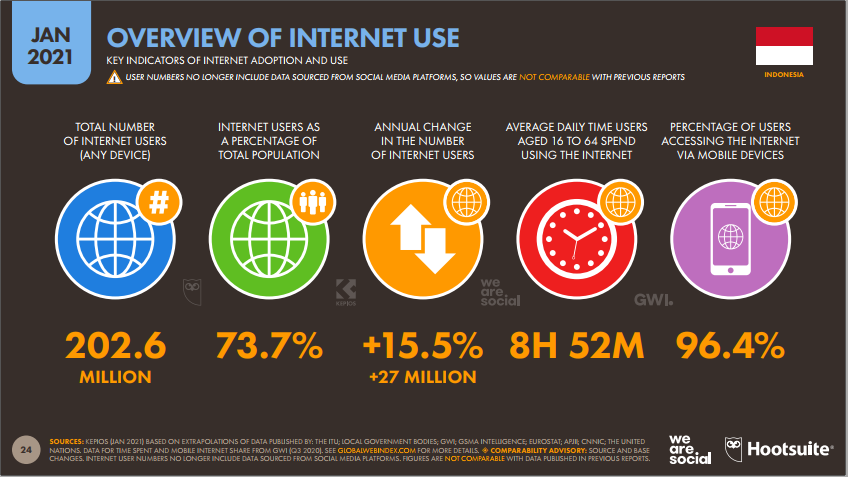 JAN
2021
OVERVIEW OF INTERNET USE
KEY INDICATORS OF INTERNET ADOPTION AND USE
USER NUMBERS NO LONGER INCLUDE DATA SOURCED FROM SOCIAL MEDIA PLATFORMS, SO VALUES ARE NOT COMPARABLE WITH PREVIOUS REPORTS
INDONESIA
TOTAL NUMBER
OF INTERNET USERS
(ANY DEVICE)
#
202.6
MILLION
INTERNET USERS AS
A PERCENTAGE OF
TOTAL POPULATION
73.7%
ANNUAL CHANGE
IN THE NUMBER
OF INTERNET USERS
+15.5%
+27 MILLION
AVERAGE DAILY TIME USERS
AGED 16 TO 64 SPEND
USING THE INTERNET
8H 52M
PERCENTAGE OF USERS
ACCESSING THE INTERNET
VIA MOBILE DEVICES
96.4%
KEPIOS
we
are
social
GWI.
24
SOURCES: KEPIOS (JAN 2021) BASED ON EXTRAPOLATIONS OF DATA PUBLISHED BY: THE ITU; LOCAL GOVERNMENT BODIES; GWI; GSMA INTELLIGENCE; EUROSTAT; APJII; CNNIC; THE UNITED
NATIONS. DATA FOR TIME SPENT AND MOBILE INTERNET SHARE FROM GWI (Q3 2020). SEE GLOBALWEBINDEX.COM FOR MORE DETAILS. ❖ COMPARABILITY ADVISORY: SOURCE AND BASE
CHANGES. INTERNET USER NUMBERS NO LONGER INCLUDE DATA SOURCED FROM SOCIAL MEDIA PLATFORMS. FIGURES ARE NOT COMPARABLE WITH DATA PUBLISHED IN PREVIOUS REPORTS.
we
are
social
Hootsuite®